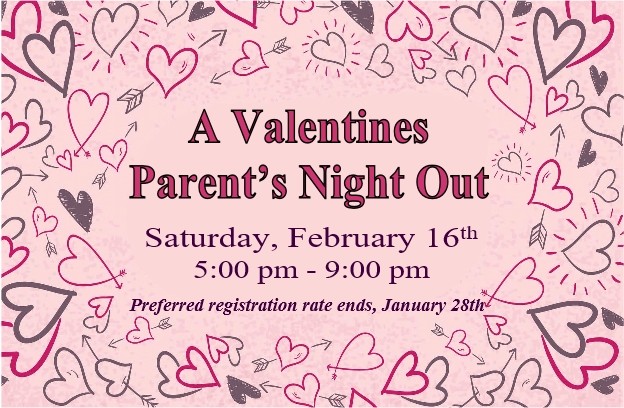 A Valentines
Parent’s Night Out
Saturday, February 16th
5:00 pm - 9:00 pm
Preferred registration rate ends, January 28th